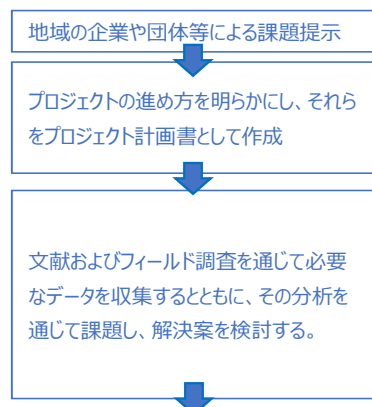 地域の企業や団体等による課題提示
プロジェクトの進め方を明らかにし、それら
をプロジェクト計画書として作成
文献およびフィールド調査を通じて必要
なデータを収集するとともに、その分析を
通じて課題し、解決案を検討する。